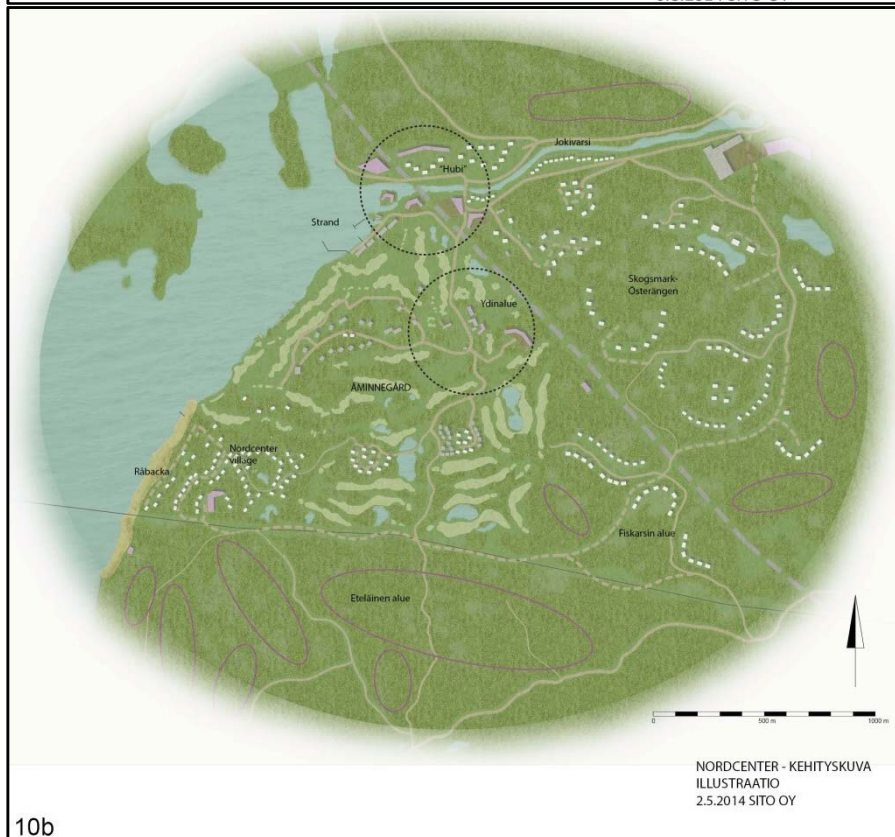 Jokivarsi
"Hubi"
Strand
Skogsmark-
Österängen
Ydinalue
ÅMINNEGÅRD
Nordcenter
village
Råbacka
Fiskarsin alue
Eteläinen alue
0
500 m
1000 m
NORDCENTER - KEHITYSKUVA
ILLUSTRAATIO
2.5.2014 SITO OY
10b